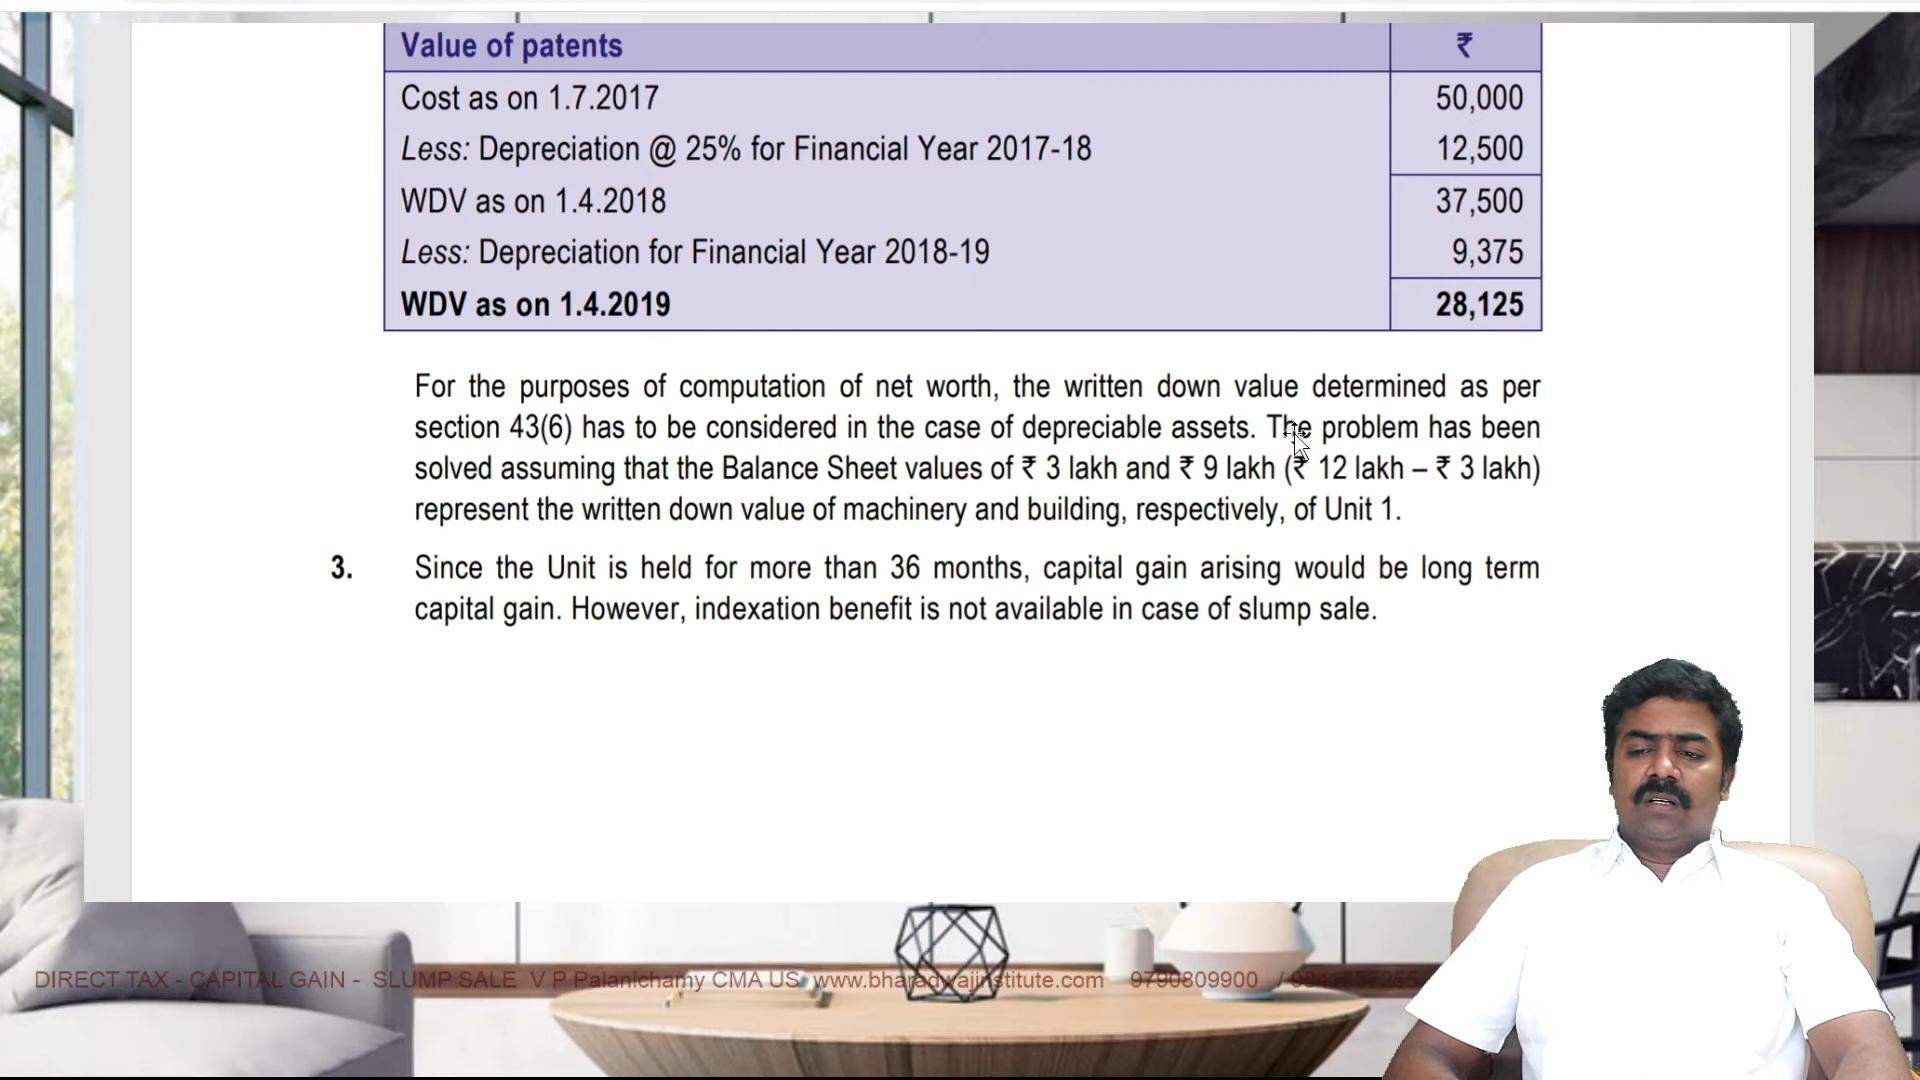 Value of patents ₹
Cost as on 1.7.2017 50,000
Less: Depreciation @ 25% for Financial Year 2017-18 12,500
WDV as on 1.4.2018 37,500
Less: Depreciation for Financial Year 2018-19 9,375
WDV as on 1.4.2019 28,125
For the purposes of computation of net worth, the written down value determined as per
section 43(6) has to be considered in the case of depreciable assets. The problem has been
solved assuming that the Balance Sheet values of ₹ 3 lakh and ₹ 9 lakh (₹ 12 lakh – ₹ 3 lakh)
represent the written down value of machinery and building, respectively, of Unit 1.
3. Since the Unit is held for more than 36 months, capital gain arising would be long term
capital gain. However, indexation benefit is not available in case of slump sale.
DIRECT TAX - CAPITAL GAIN - SLUMP SALE V P Palanichamy CMA US www.bharadwajinstitute.com 9790809900 /